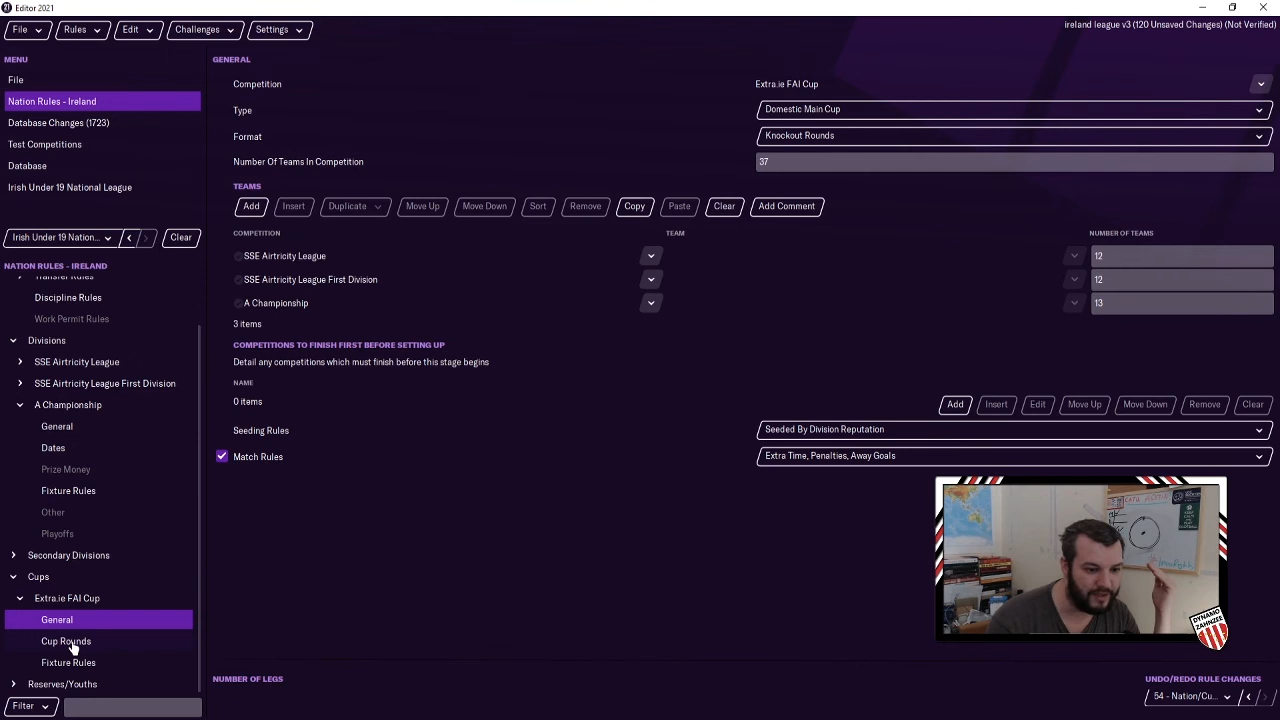 Editor 2021
File Rules Edit Challenges Settings
ireland league v3 (120 Unsaved Changes) (Not Verified)
MENU
File
Nation Rules - Ireland
Database Changes (1723)
Test Competitions
Database
Irish Under 19 National League
Irish Under 19 Nation... Clear
NATION RULES - IRELAND
Transfer Rules
Discipline Rules
Work Permit Rules
Divisions
SSE Airtricity League
SSE Airtricity League First Division
A Championship
General
Dates
Prize Money
Fixture Rules
Other
Playoffs
Secondary Divisions
Cups
Extra.ie FAI Cup
General
Cup Rounds
Fixture Rules
Reserves/Youths
Filter
GENERAL
Competition Extra.ie FAI Cup
Type Domestic Main Cup
Format Knockout Rounds
Number Of Teams In Competition 37
TEAMS
Add Insert Duplicate Move Up Move Down Sort Remove Copy Paste Clear Add Comment
COMPETITION TEAM NUMBER OF TEAMS
SSE Airtricity League 12
SSE Airtricity League First Division 12
A Championship 13
3 items
COMPETITIONS TO FINISH FIRST BEFORE SETTING UP
Detail any competitions which must finish before this stage begins
NAME
0 items
Add Insert Edit Move Up Move Down Remove Clear
Seeding Rules Seeded By Division Reputation
Match Rules Extra Time, Penalties, Away Goals
DYNAMO
ZAHNZEE
NUMBER OF LEGS
UNDO/REDO RULE CHANGES
54 - Nation/Cu...